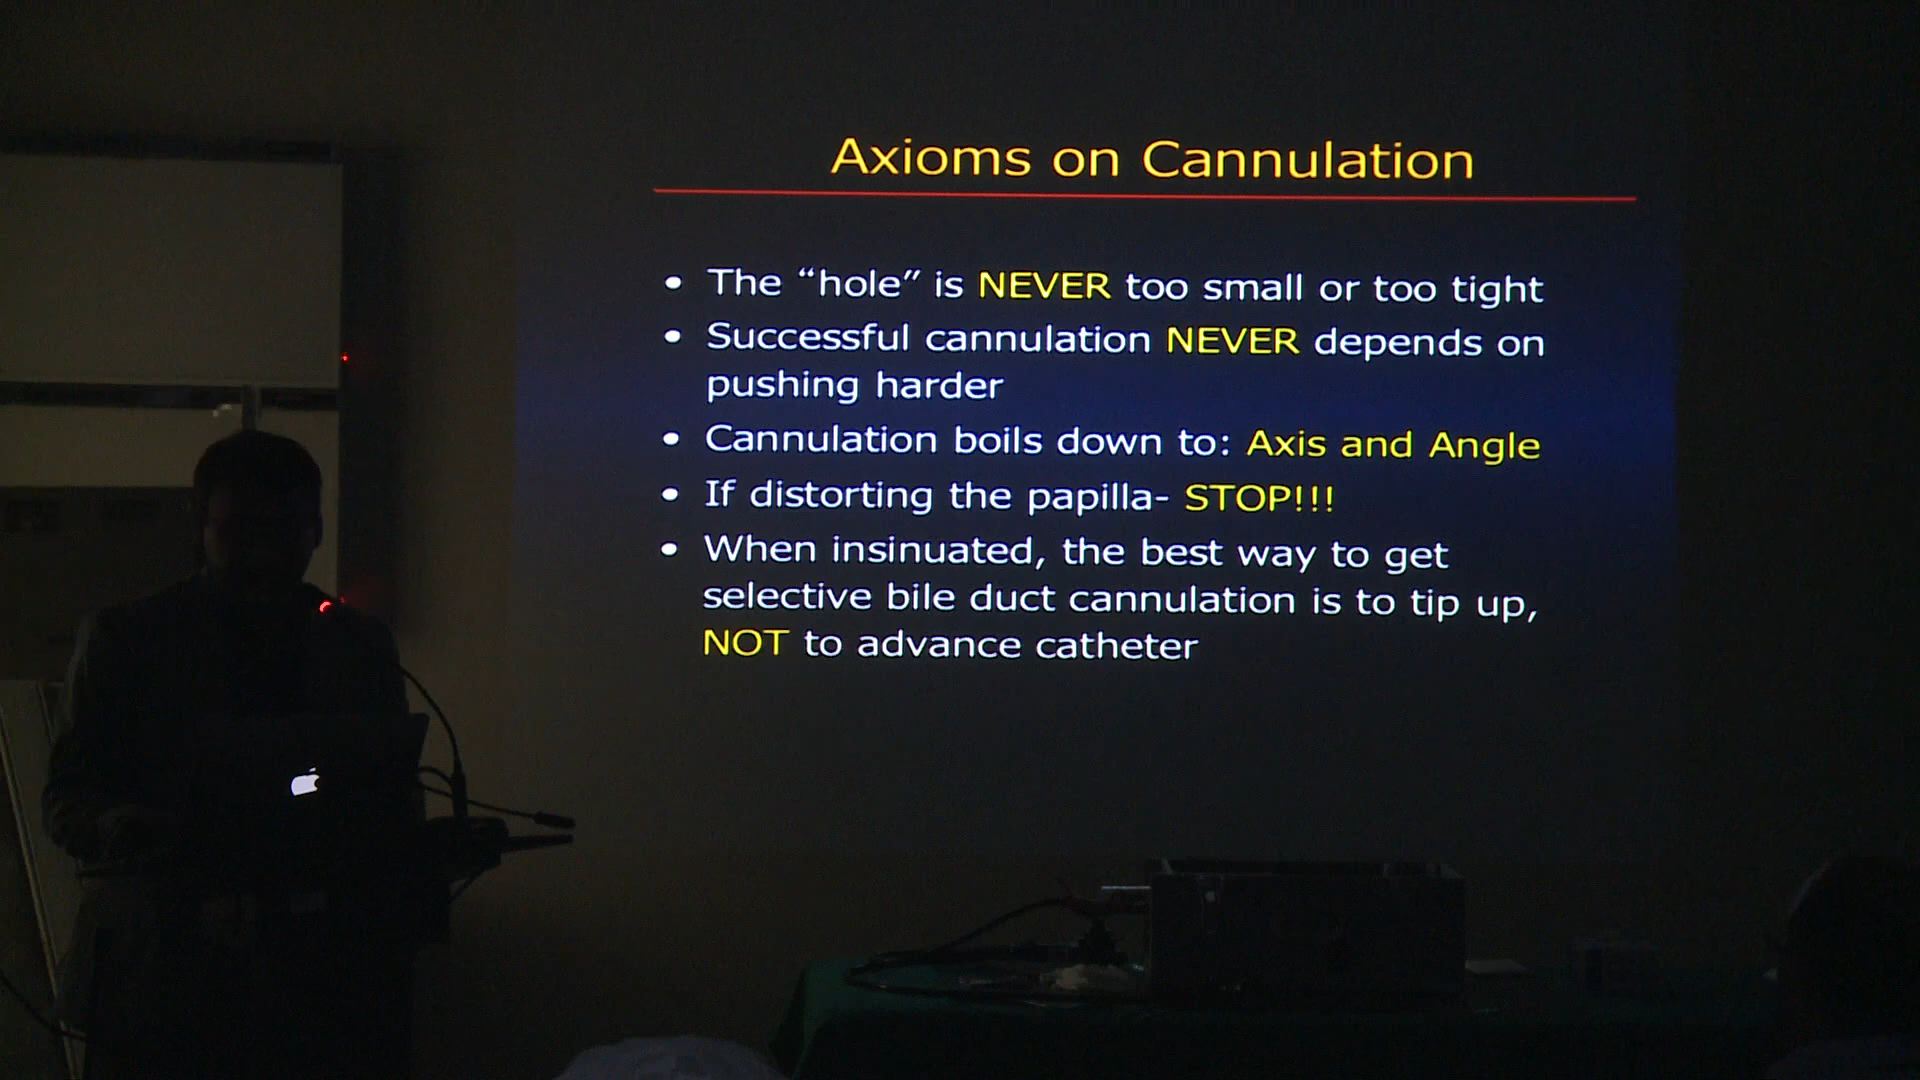 Axioms on Cannulation
• The “hole” is NEVER too small or too tight
• Successful cannulation NEVER depends on
pushing harder
• Cannulation boils down to: Axis and Angle
• If distorting the papilla- STOP!!!
• When insinuated, the best way to get
selective bile duct cannulation is to tip up,
NOT to advance catheter